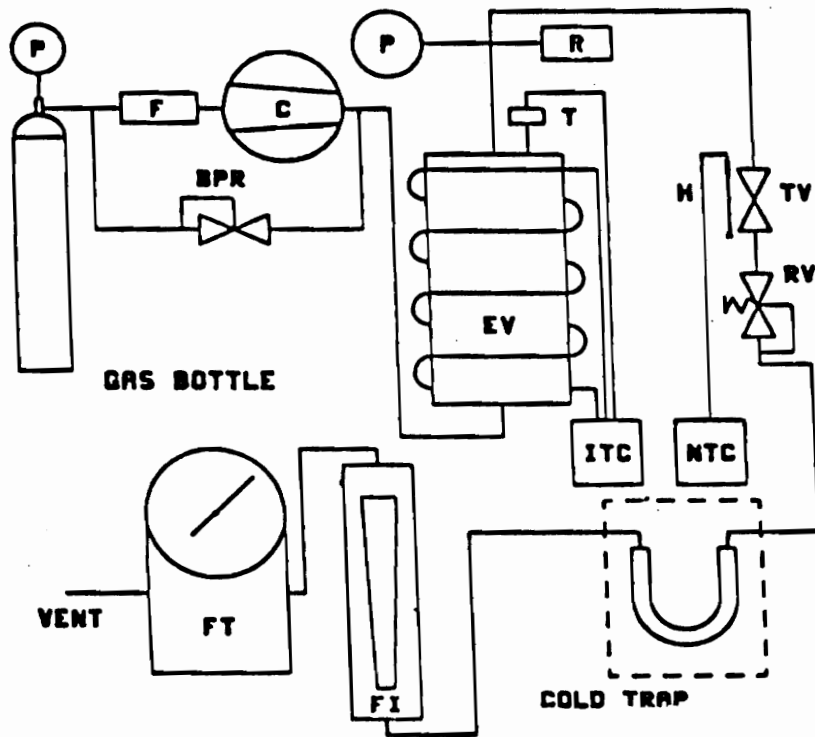 P
P
R
F
C
T
BPR
H
TV
RV
EV
GAS BOTTLE
ITC
NTC
VENT
FT
FI
COLD TRAP